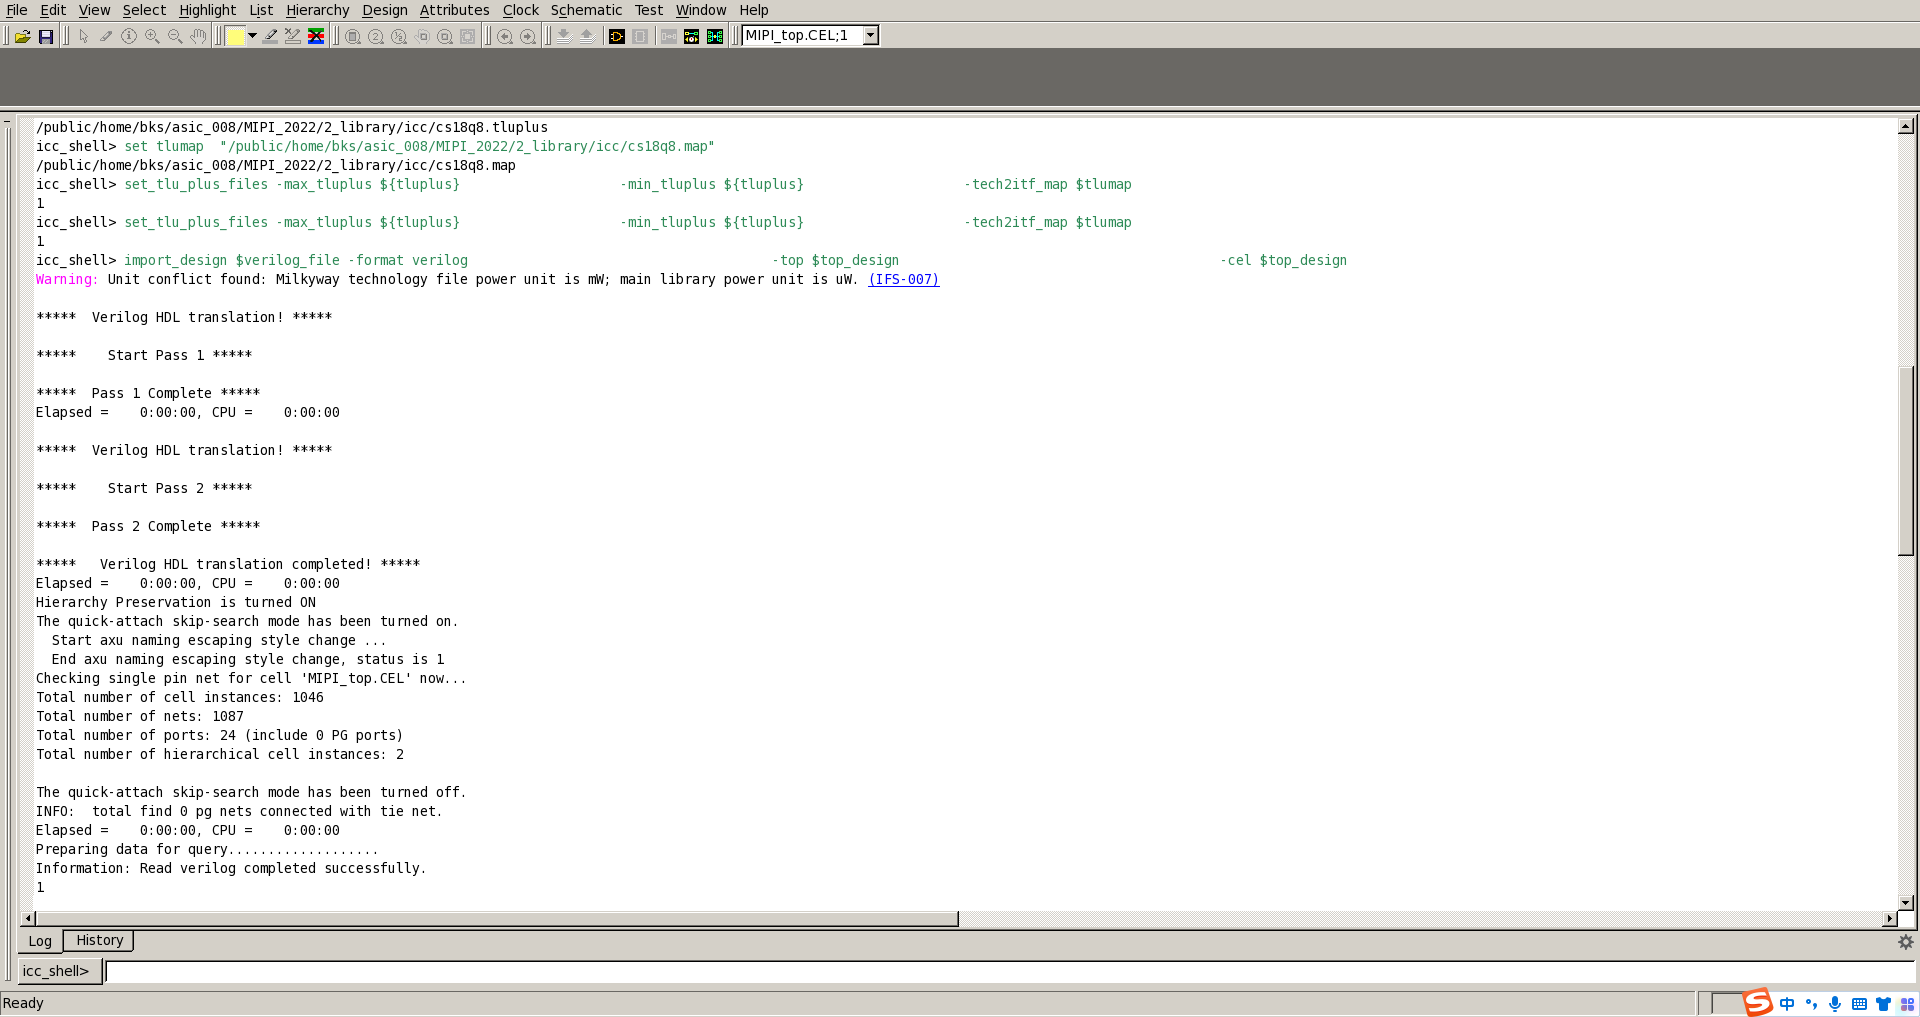 File Edit View Select Highlight List Hierarchy Design Attributes Clock Schematic Test Window Help
MIPI_top.CEL;1
/public/home/bks/asic_008/MIPI_2022/2_library/icc/cs18q8.tluplus
icc_shell> set tlumap  "/public/home/bks/asic_008/MIPI_2022/2_library/icc/cs18q8.map"
/public/home/bks/asic_008/MIPI_2022/2_library/icc/cs18q8.map
icc_shell> set_tlu_plus_files -max_tluplus ${tluplus}                    -min_tluplus ${tluplus}                    -tech2itf_map $tlumap
1
icc_shell> set_tlu_plus_files -max_tluplus ${tluplus}                    -min_tluplus ${tluplus}                    -tech2itf_map $tlumap
1
icc_shell> import_design $verilog_file -format verilog                                      -top $top_design                                        -cel $top_design
Warning: Unit conflict found: Milkyway technology file power unit is mW; main library power unit is uW. (IFS-007)
*****  Verilog HDL translation! *****
*****    Start Pass 1 *****
*****  Pass 1 Complete *****
Elapsed =    0:00:00, CPU =    0:00:00
*****  Verilog HDL translation! *****
*****    Start Pass 2 *****
*****  Pass 2 Complete *****
*****   Verilog HDL translation completed! *****
Elapsed =    0:00:00, CPU =    0:00:00
Hierarchy Preservation is turned ON
The quick-attach skip-search mode has been turned on.
  Start axu naming escaping style change ...
  End axu naming escaping style change, status is 1
Checking single pin net for cell 'MIPI_top.CEL' now...
Total number of cell instances: 1046
Total number of nets: 1087
Total number of ports: 24 (include 0 PG ports)
Total number of hierarchical cell instances: 2
The quick-attach skip-search mode has been turned off.
INFO:  total find 0 pg nets connected with tie net.
Elapsed =    0:00:00, CPU =    0:00:00
Preparing data for query...................
Information: Read verilog completed successfully.
1
Log History
icc_shell>
Ready
中